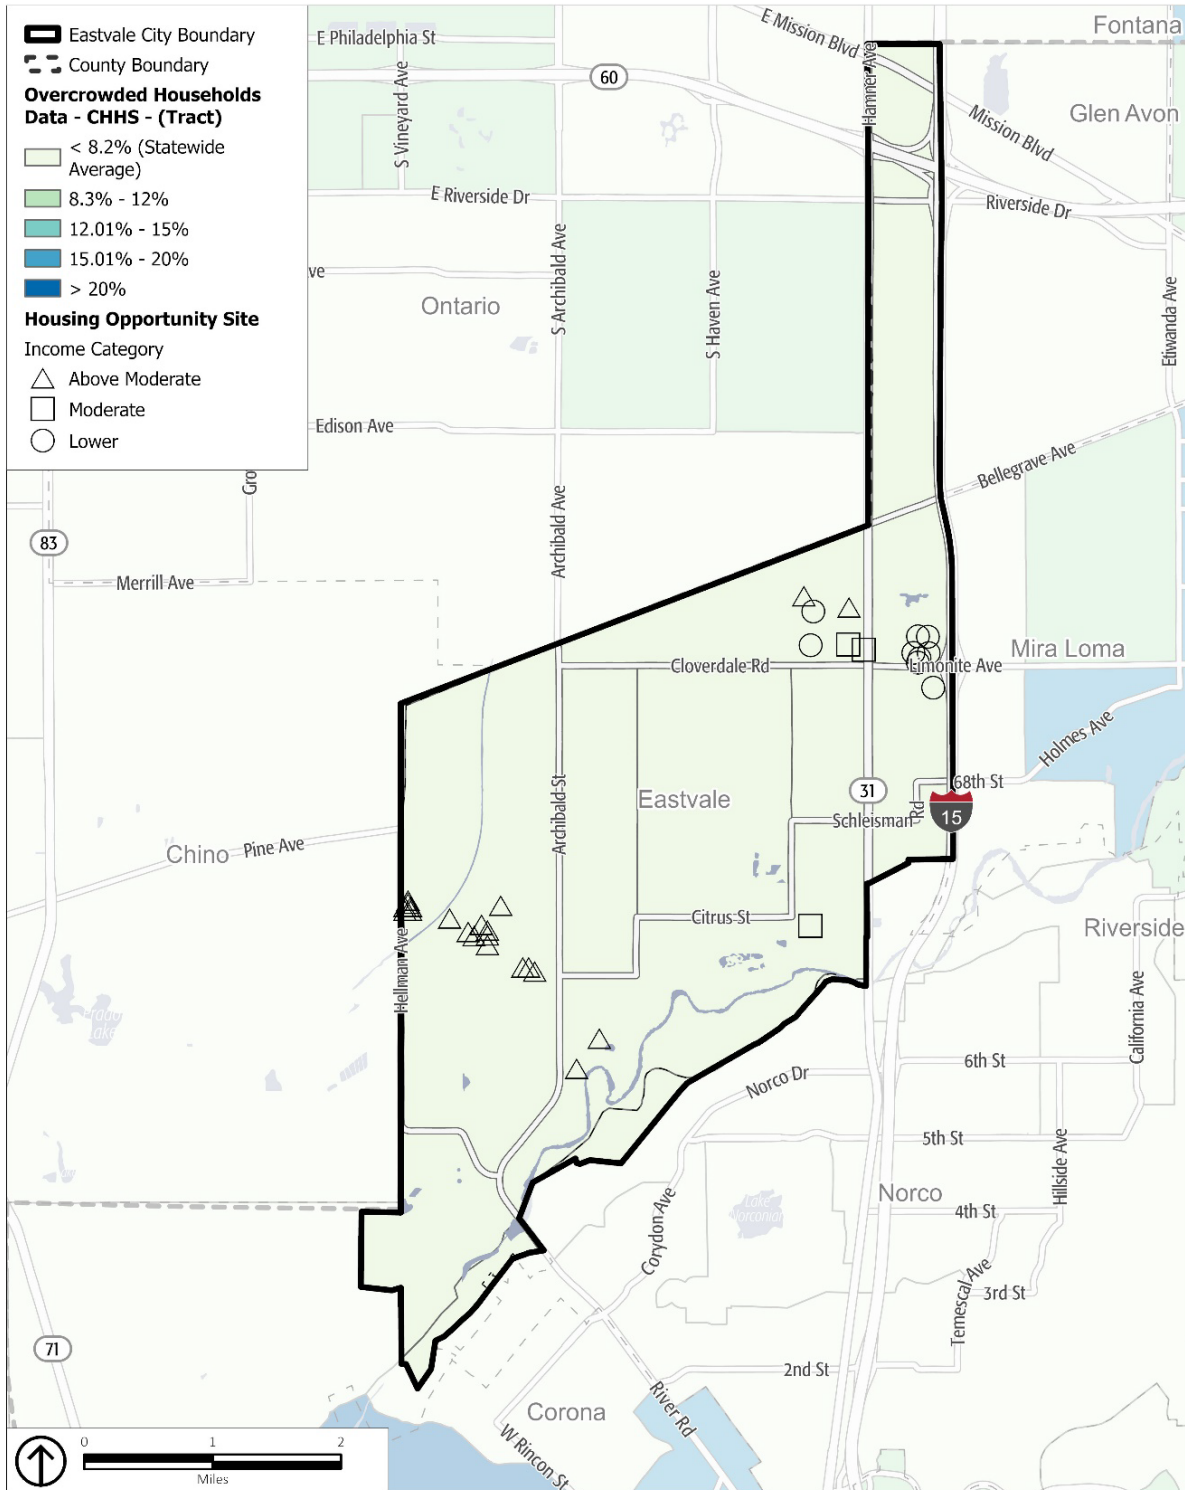 Eastvale City Boundary
County Boundary
Overcrowded Households
Data - CHHS - (Tract)
< 8.2% (Statewide
Average)
8.3% - 12%
12.01% - 15%
15.01% - 20%
> 20%
Housing Opportunity Site
Income Category
Above Moderate
Moderate
Lower
E Philadelphia St
E Mission Blvd
Fontana
60
S Vineyard Ave
Hamner Ave
Glen Avon
Mission Blvd
E Riverside Dr
Riverside Dr
ve
S Archibald Ave
S Haven Ave
Etiwanda Ave
Ontario
Edison Ave
Gro
Bellegrave Ave
Archibald Ave
83
Merrill Ave
Cloverdale Rd
Limonite Ave
Mira Loma
Holmes Ave
68th St
31
Eastvale
Schleisman Rd
15
Archibald St
Chino
Pine Ave
Citrus St
Riverside
Hellman Ave
California Ave
6th St
Norco Dr
5th St
Hillside Ave
Norco
4th St
Lake
Norconian
Corydon Ave
Temescal Ave
3rd St
71
2nd St
River Rd
Corona
W Rincon St
0 1 2
Miles